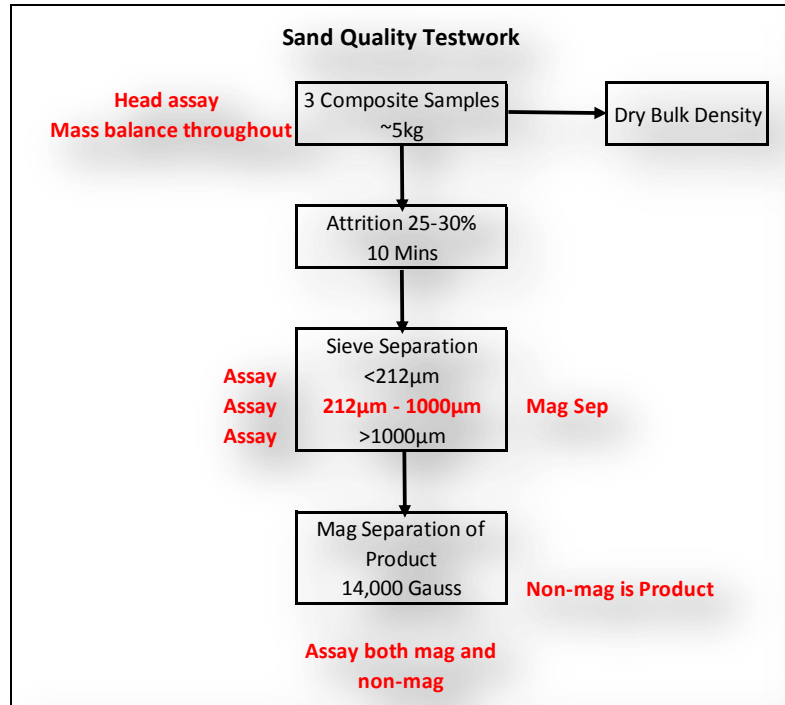 Sand Quality Testwork
Head assay
Mass balance throughout
3 Composite Samples
~5kg
Dry Bulk Density
Attrition 25-30%
10 Mins
Sieve Separation
Assay <212µm
Assay 212µm - 1000µm Mag Sep
Assay >1000µm
Mag Separation of
Product
14,000 Gauss
Non-mag is Product
Assay both mag and
non-mag